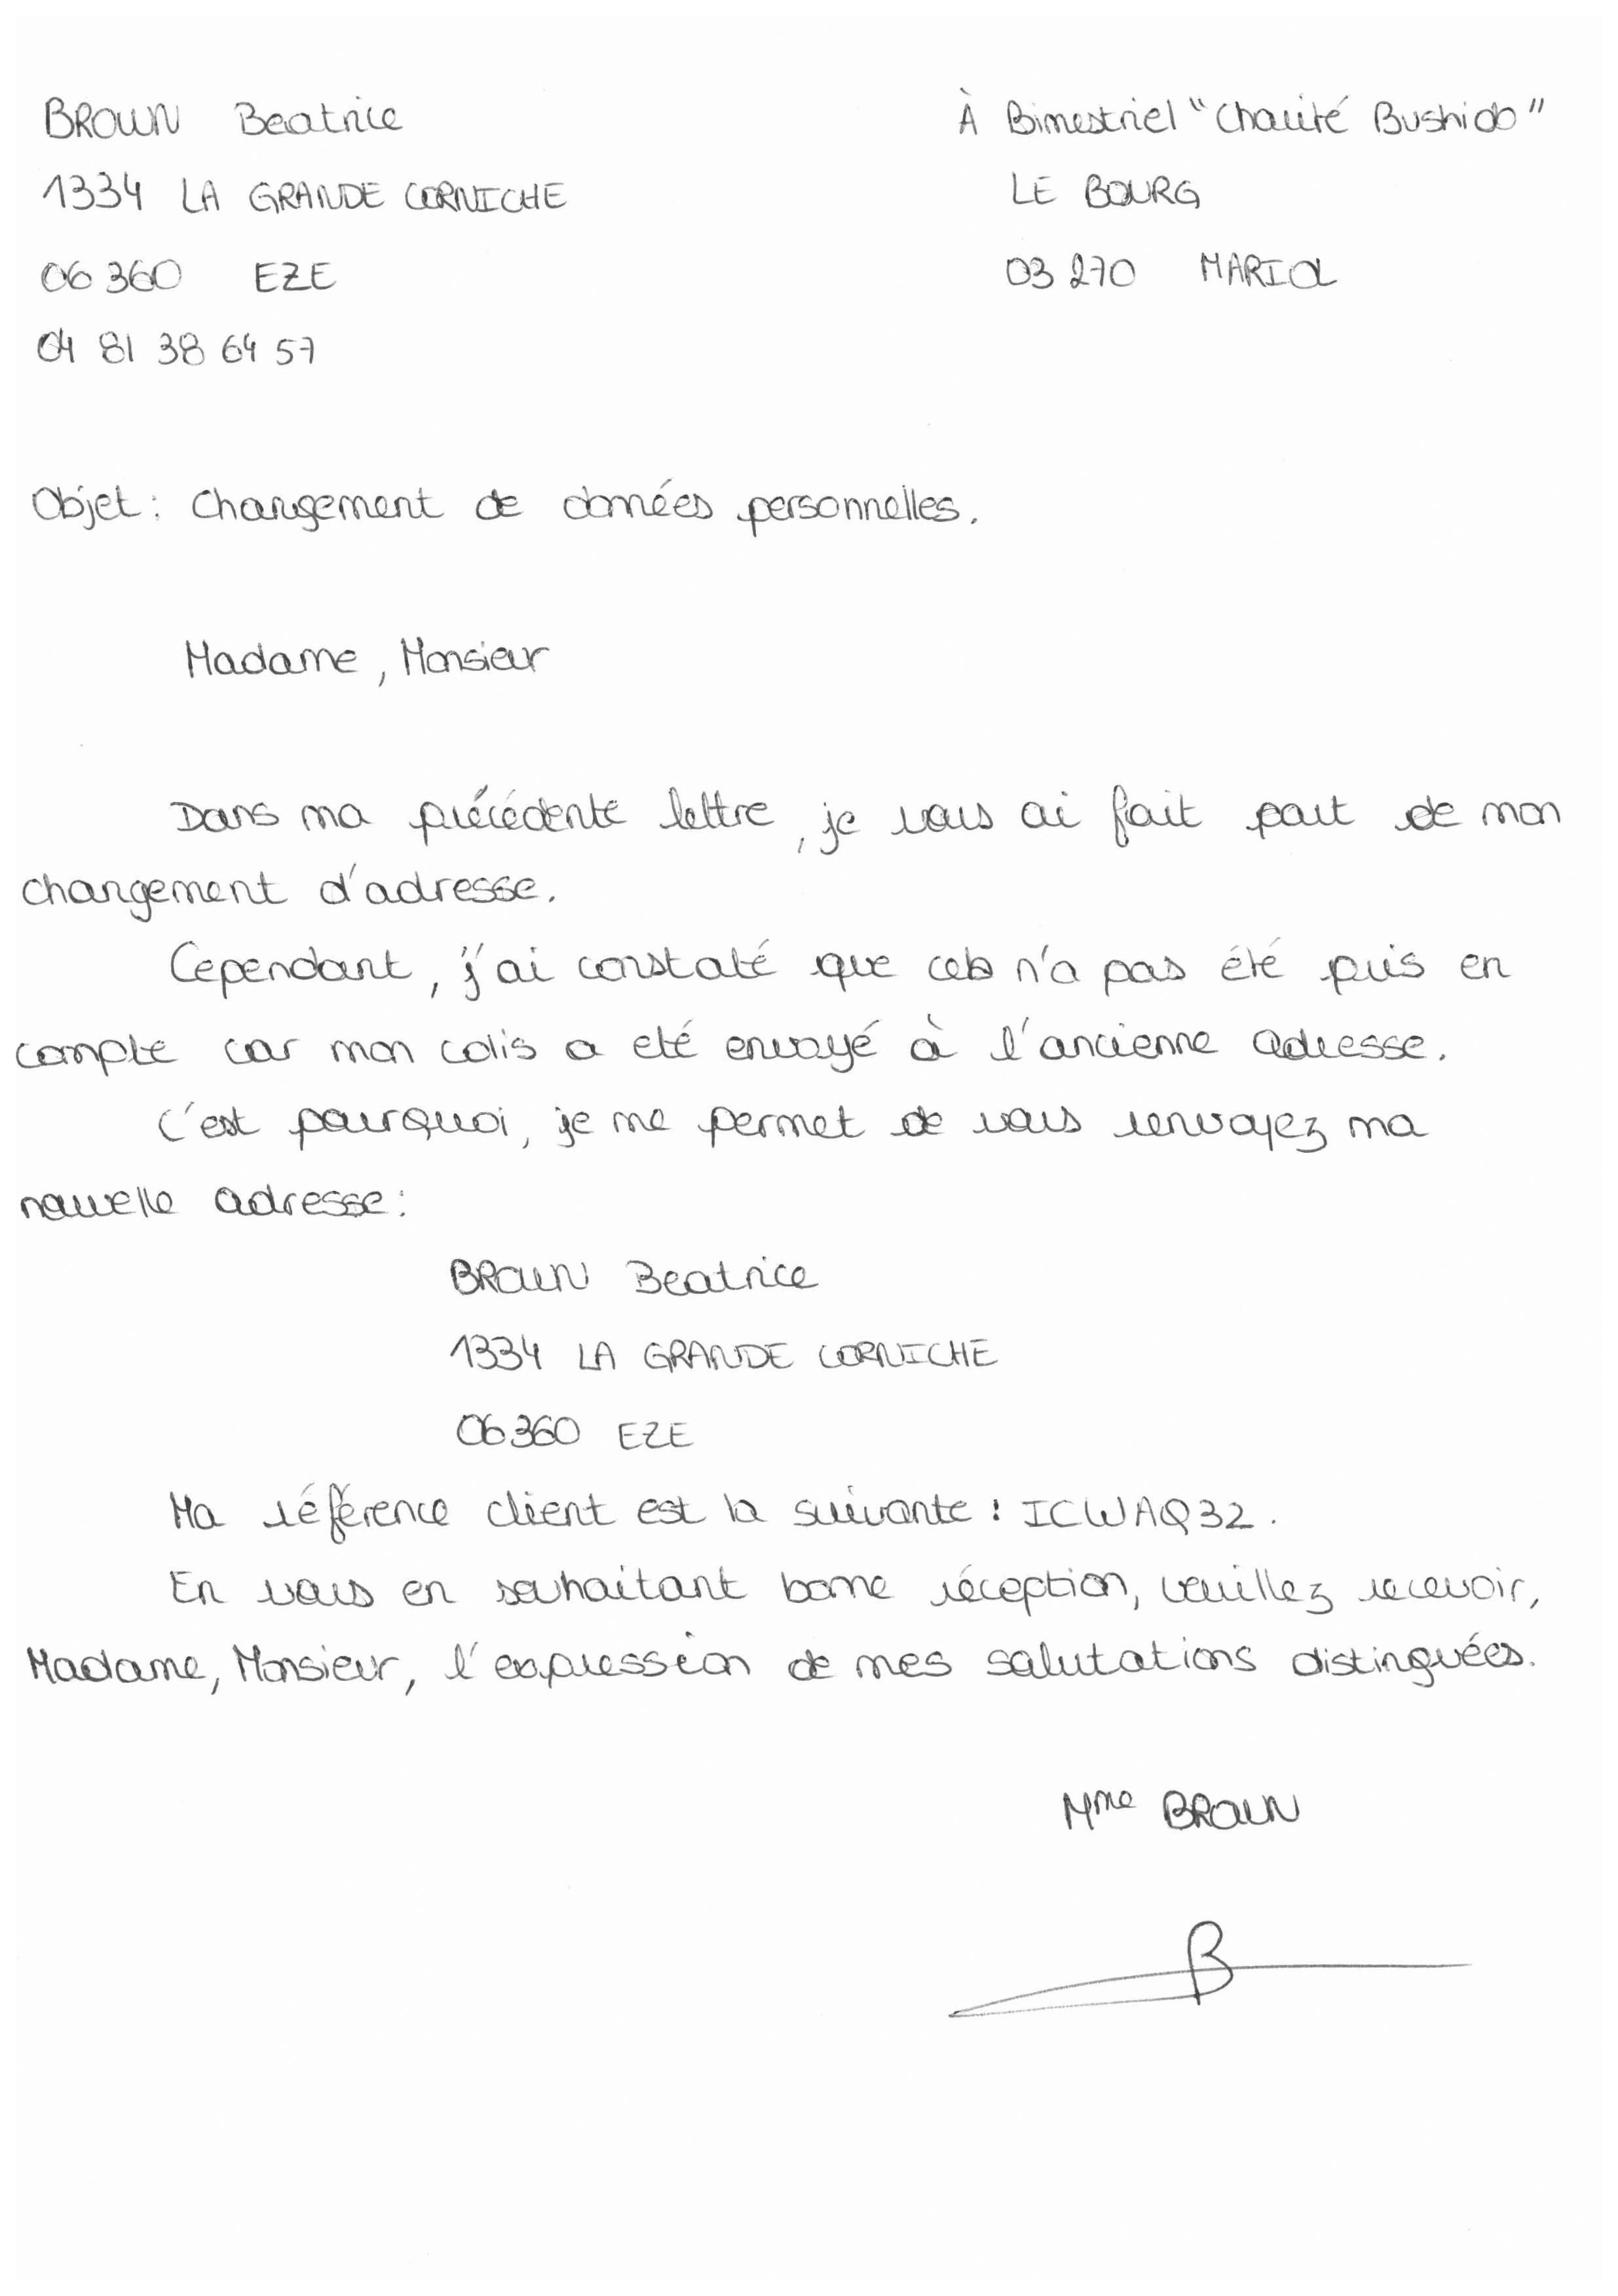 BROWN Beatrice
1334 LA GRANDE CORNICHE
06 360 EZE
04 81 38 64 57
À Bimestriel "Charité Bushido"
LE BOURG
03 270 MARIOL
Objet : Changement de données personnelles.
Madame, Monsieur
Dans ma précédente lettre, je vous ai fait part de mon
changement d'adresse.
Cependant, j'ai constaté que cela n'a pas été pris en
compte car mon colis a eté envoyé à l'ancienne adresse.
C'est pourquoi, je me permet de vous renvoyez ma
nouvelle adresse :
BROWN Beatrice
1334 LA GRANDE CORNICHE
06360 EZE
Ma référence client est la suivante : ICWAQ32.
En vous en souhaitant bonne réception, veuillez recevoir,
Madame, Monsieur, l'expression de mes salutations distinguées.
Mme BROWN
B